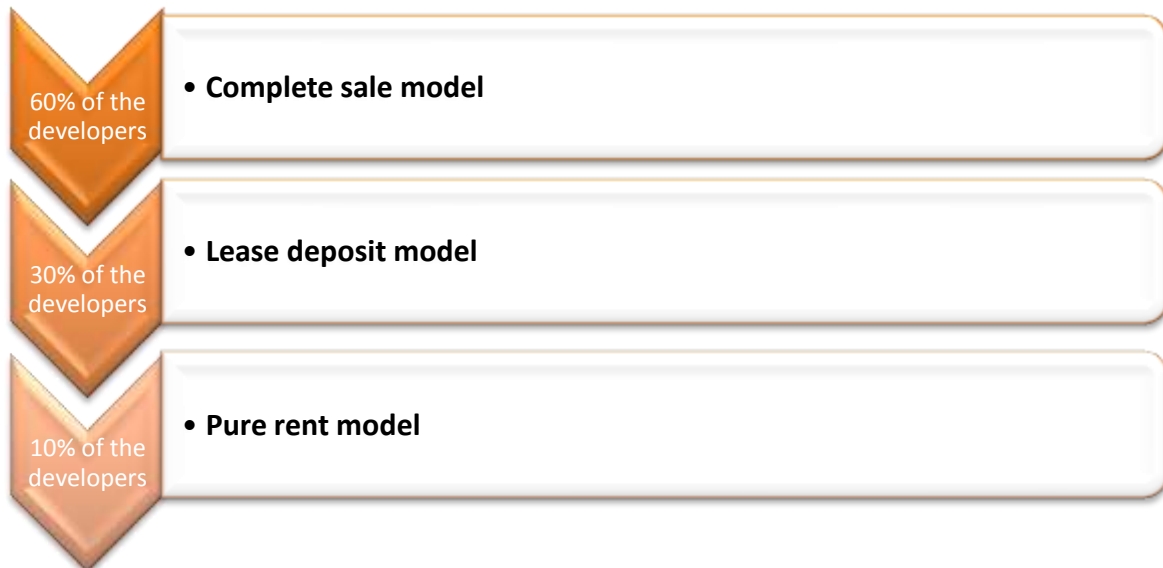 60% of the
developers
• Complete sale model
30% of the
developers
• Lease deposit model
10% of the
developers
• Pure rent model